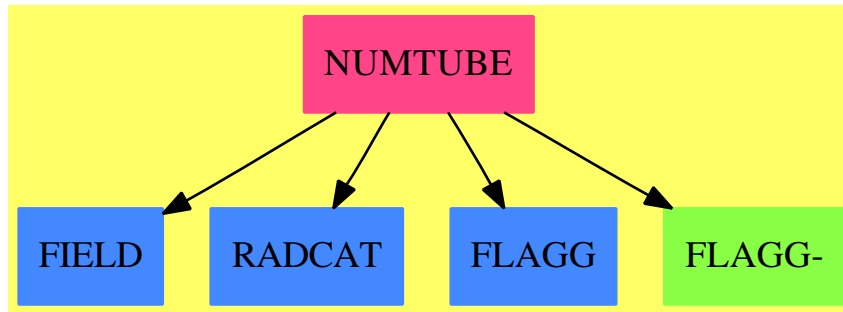 NUMTUBE
FIELD
RADCAT
FLAGG
FLAGG-